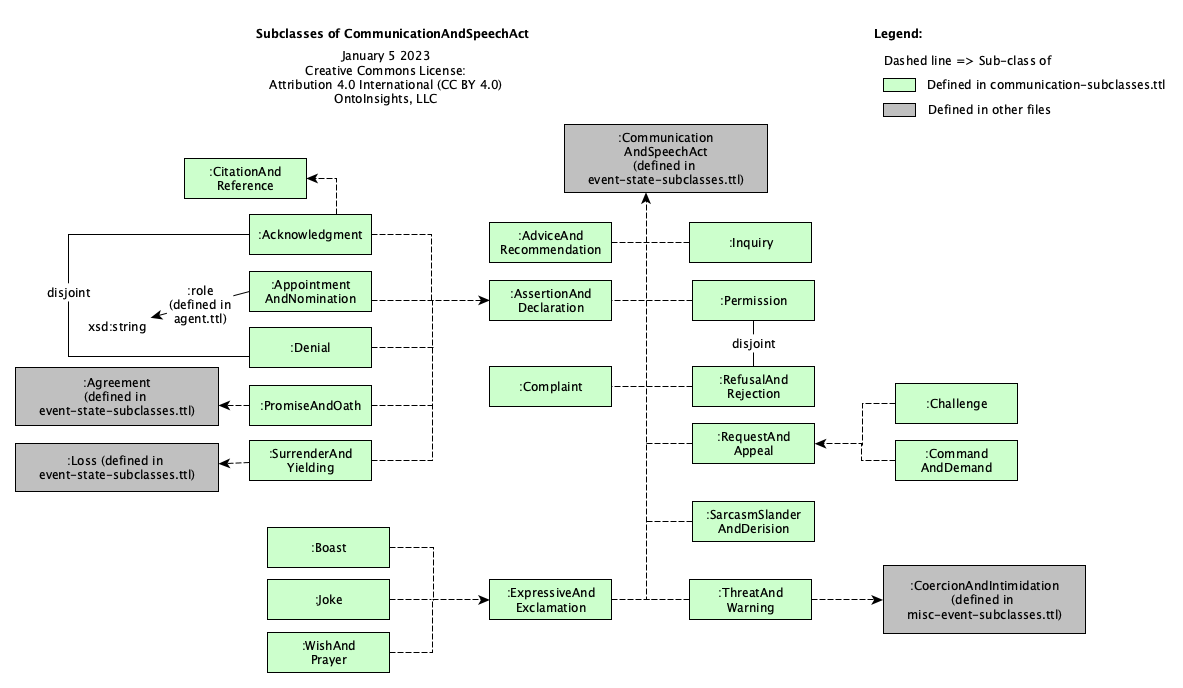 Subclasses of CommunicationAndSpeechAct
January 5 2023
Creative Commons License:
Attribution 4.0 International (CC BY 4.0)
OntoInsights, LLC
Legend:
Dashed line => Sub-class of
Defined in communication-subclasses.ttl
Defined in other files
:Communication
AndSpeechAct
(defined in
event-state-subclasses.ttl)
:CitationAnd
Reference
:Acknowledgment
:AdviceAnd
Recommendation
:Inquiry
disjoint
:role
(defined in
agent.ttl)
xsd:string
:Appointment
AndNomination
:AssertionAnd
Declaration
:Permission
disjoint
:Denial
:Agreement
(defined in
event-state-subclasses.ttl)
:PromiseAndOath
:Complaint
:RefusalAnd
Rejection
:Challenge
:Loss (defined in
event-state-subclasses.ttl)
:SurrenderAnd
Yielding
:RequestAnd
Appeal
:Command
AndDemand
:SarcasmSlander
AndDerision
:Boast
:Joke
:WishAnd
Prayer
:ExpressiveAnd
Exclamation
:ThreatAnd
Warning
:CoercionAndIntimidation
(defined in
misc-event-subclasses.ttl)